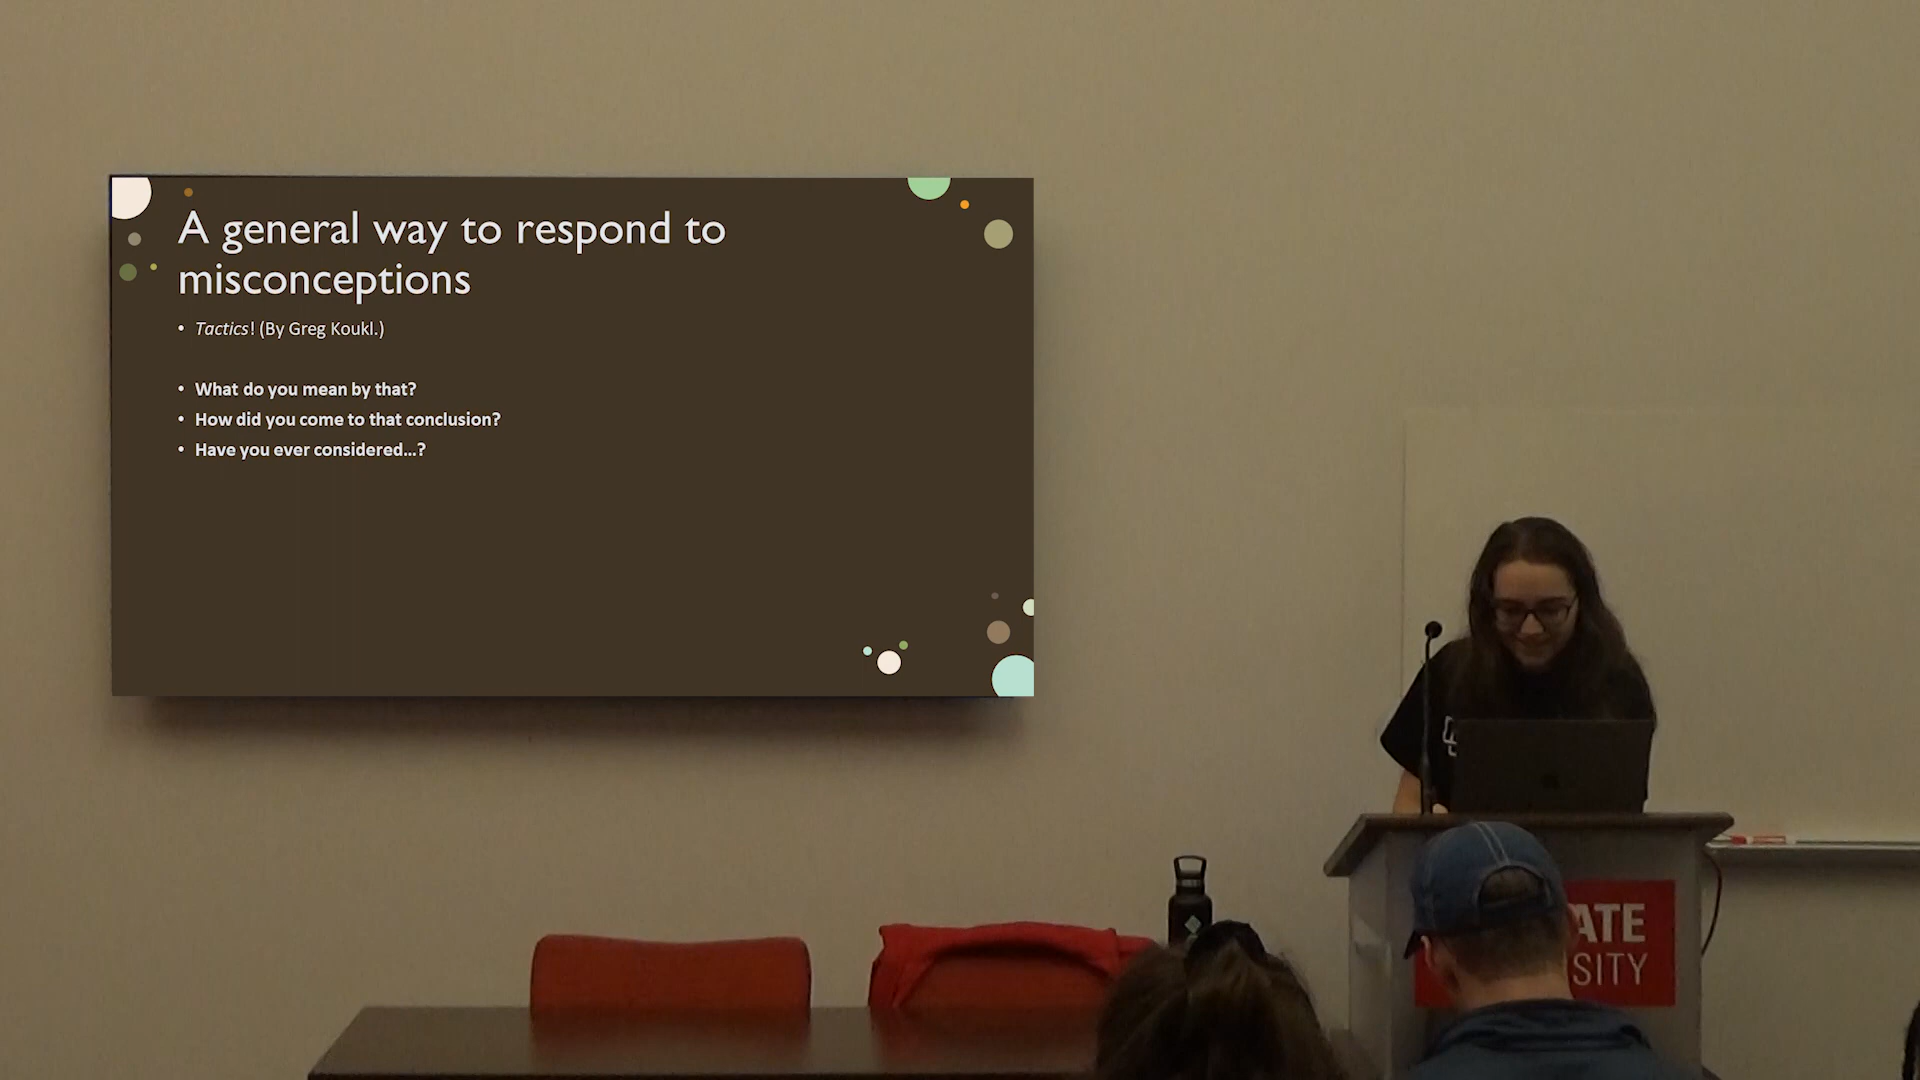 A general way to respond to
misconceptions
• Tactics! (By Greg Koukl.)
• What do you mean by that?
• How did you come to that conclusion?
• Have you ever considered...?
ATE
SITY